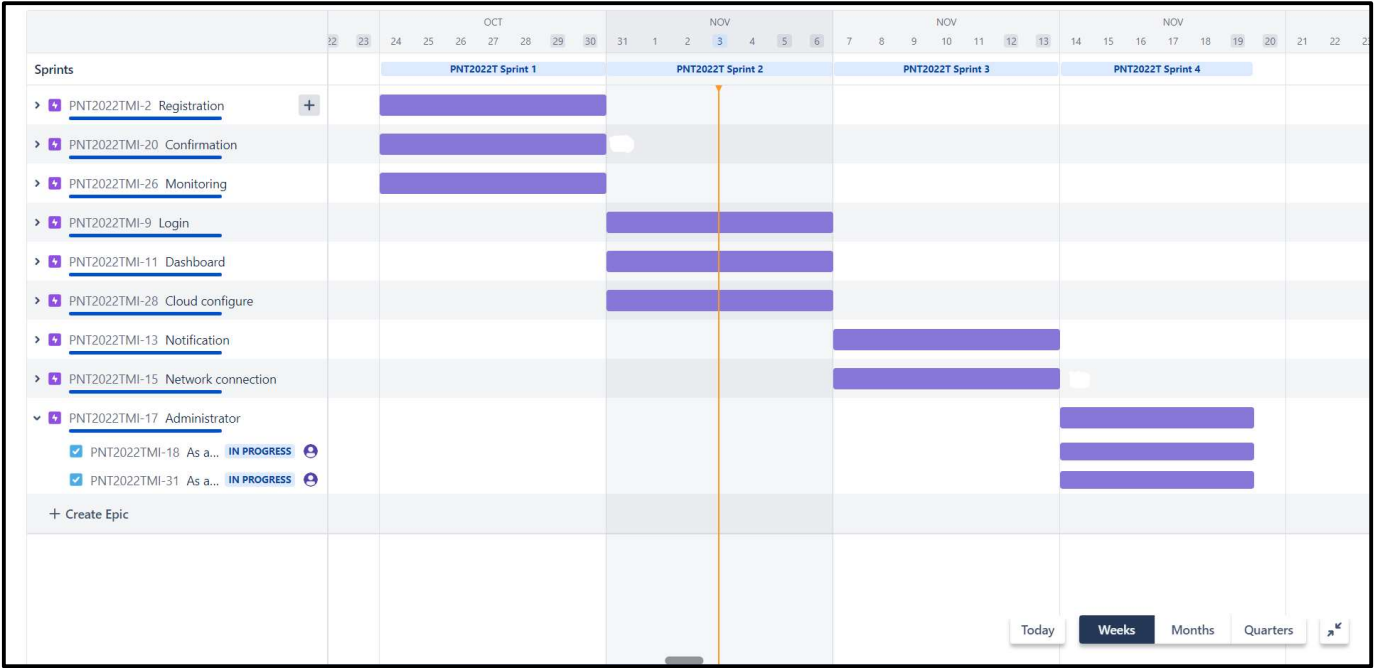 OCT NOV NOV NOV
22 23 24 25 26 27 28 29 30 31 1 2 3 4 5 6 7 8 9 10 11 12 13 14 15 16 17 18 19 20 21 22
Sprints PNT2022T Sprint 1 PNT2022T Sprint 2 PNT2022T Sprint 3 PNT2022T Sprint 4
PNT2022TMI-2 Registration +
PNT2022TMI-20 Confirmation
PNT2022TMI-26 Monitoring
PNT2022TMI-9 Login
PNT2022TMI-11 Dashboard
PNT2022TMI-28 Cloud configure
PNT2022TMI-13 Notification
PNT2022TMI-15 Network connection
PNT2022TMI-17 Administrator
PNT2022TMI-18 As a... IN PROGRESS
PNT2022TMI-31 As a... IN PROGRESS
+ Create Epic
Today Weeks Months Quarters